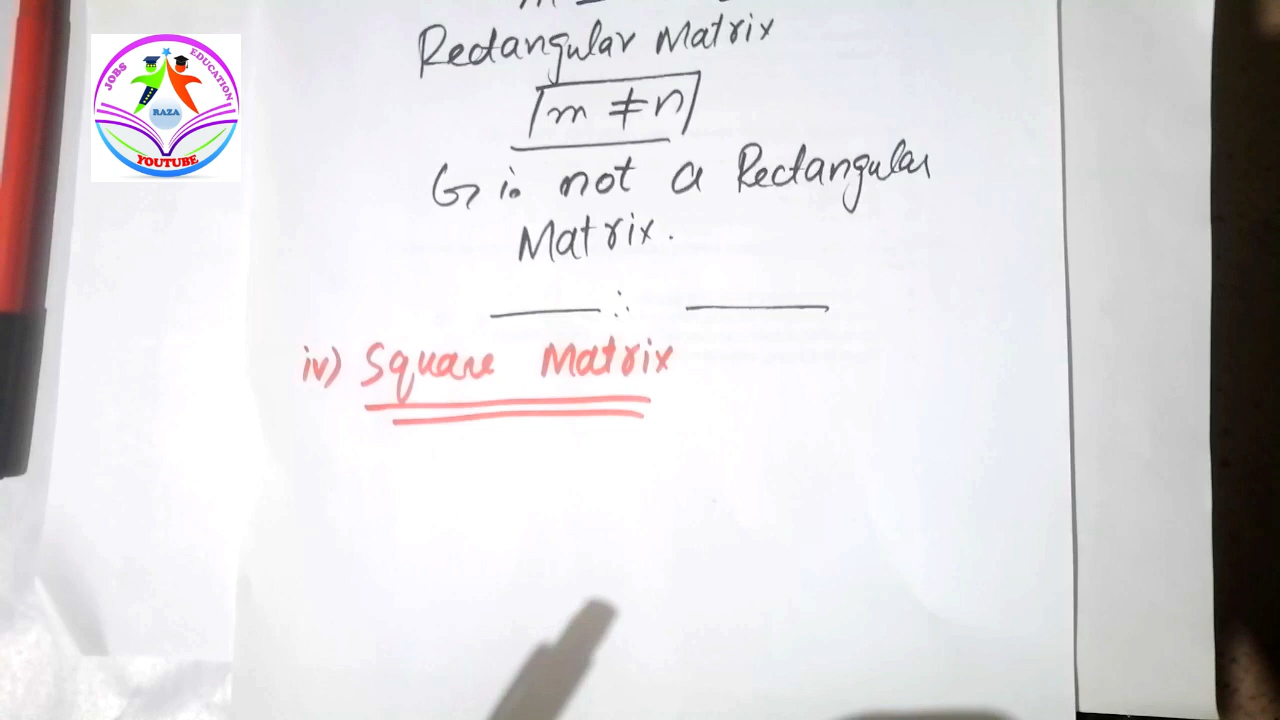 JOBS
EDUCATION
RAZA
YOUTUBE
Rectangular Matrix
m ≠ n
G is not a Rectangular
Matrix.
∴
iv) Square Matrix